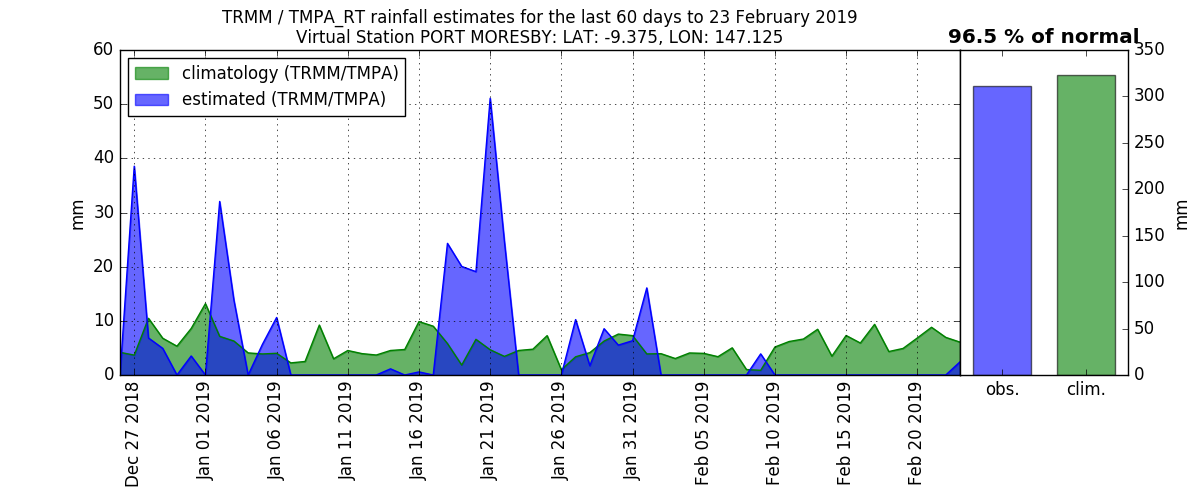 TRMM / TMPA_RT rainfall estimates for the last 60 days to 23 February 2019
Virtual Station PORT MORESBY: LAT: -9.375, LON: 147.125
96.5 % of normal
climatology (TRMM/TMPA)
estimated (TRMM/TMPA)
mm
60
50
40
30
20
10
0
Dec 27 2018
Jan 01 2019
Jan 06 2019
Jan 11 2019
Jan 16 2019
Jan 21 2019
Jan 26 2019
Jan 31 2019
Feb 05 2019
Feb 10 2019
Feb 15 2019
Feb 20 2019
obs.
clim.
350
300
250
200
150
100
50
0
mm